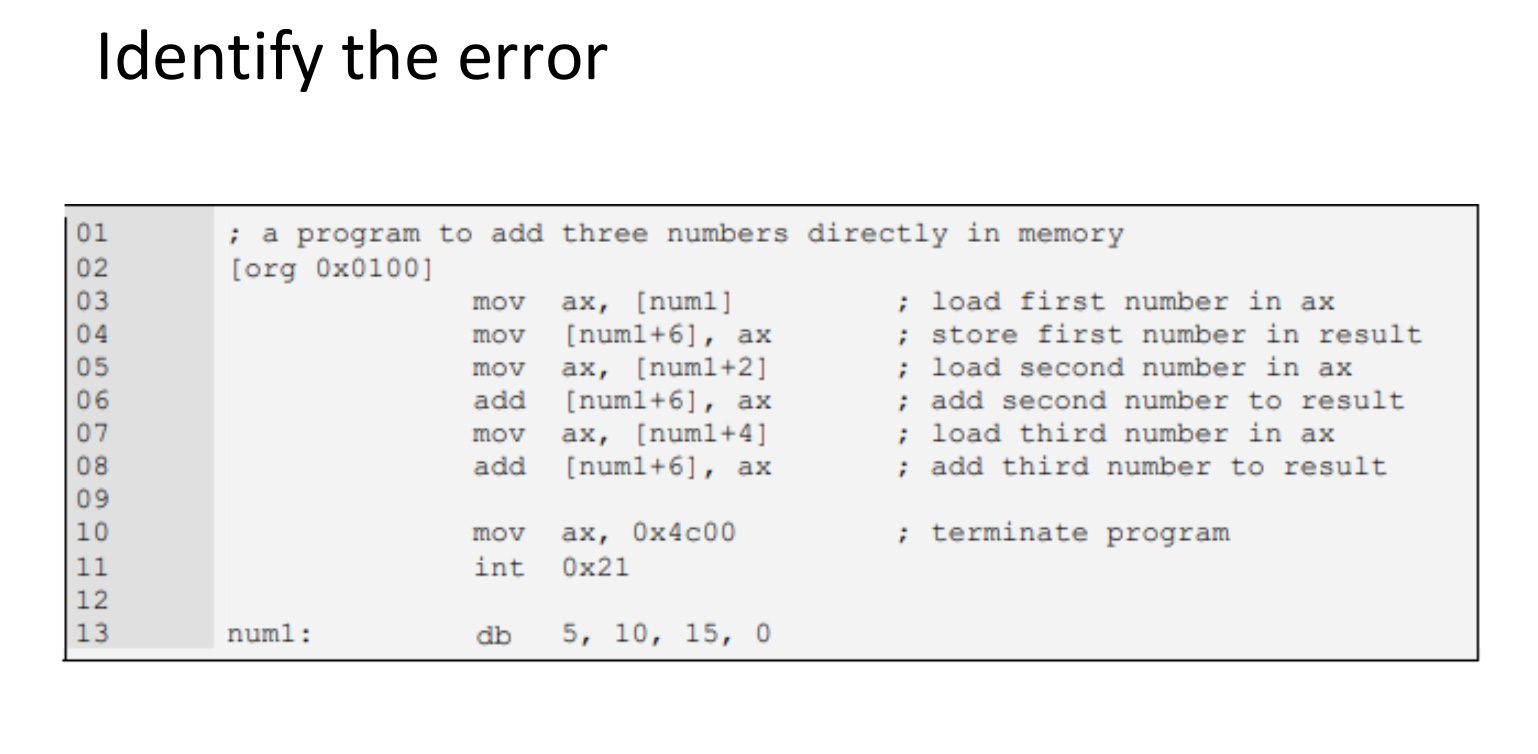 Identify the error
01 ; a program to add three numbers directly in memory
02 [org 0x0100]
03 mov ax, [num1] ; load first number in ax
04 mov [num1+6], ax ; store first number in result
05 mov ax, [num1+2] ; load second number in ax
06 add [num1+6], ax ; add second number to result
07 mov ax, [num1+4] ; load third number in ax
08 add [num1+6], ax ; add third number to result
09
10 mov ax, 0x4c00 ; terminate program
11 int 0x21
12
13 num1: db 5, 10, 15, 0